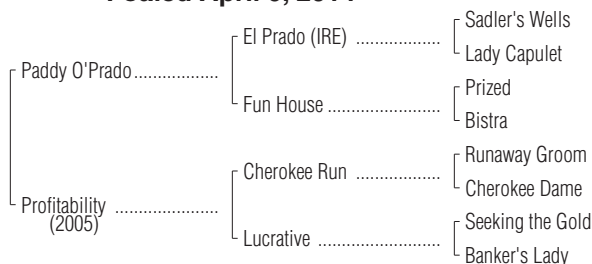 Foaled April
Sadler's Wells
El Prado (IRE) ....................
Lady Capulet
Paddy O'Prado ....................
Prized
Fun House ..........................
Bistra
Runaway Groom
Cherokee Run ....................
Cherokee Dame
Profitability ........................
(2005)
Seeking the Gold
Lucrative ............................
Banker's Lady